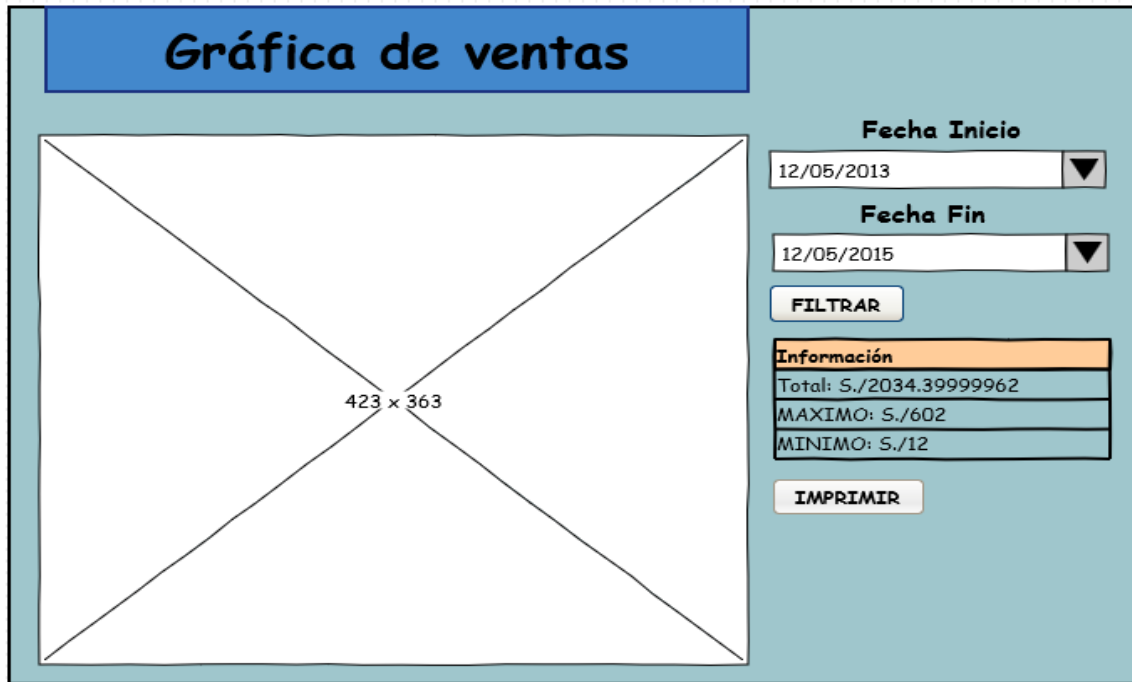 Gráfica de ventas
Fecha Inicio
12/05/2013
Fecha Fin
12/05/2015
FILTRAR
423 x 363
Información
Total: S./2034.39999962
MAXIMO: S./602
MINIMO: S./12
IMPRIMIR